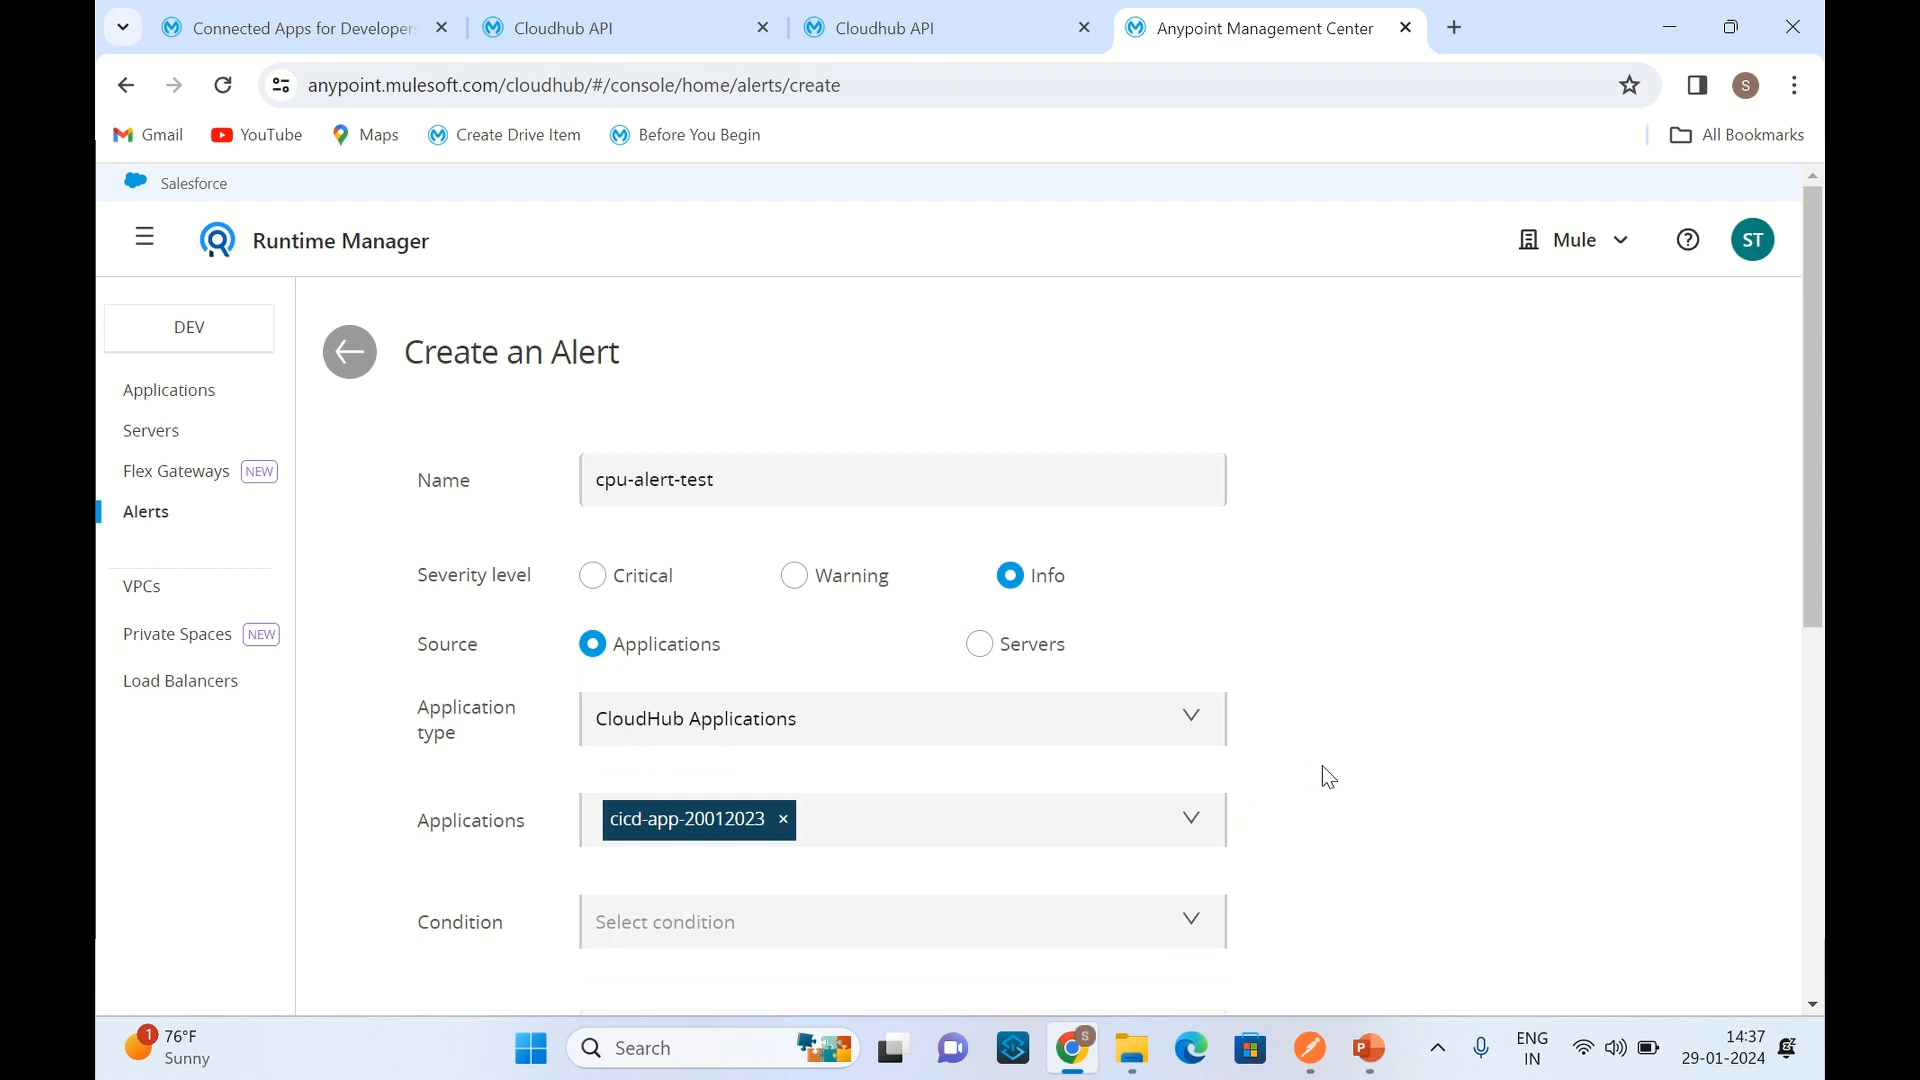 Connected Apps for Developers
Cloudhub API
Cloudhub API
Anypoint Management Center
anypoint.mulesoft.com/cloudhub/#/console/home/alerts/create
S
Gmail
YouTube
Maps
Create Drive Item
Before You Begin
All Bookmarks
Salesforce
Runtime Manager
Mule
ST
DEV
Applications
Servers
Flex Gateways NEW
Alerts
VPCs
Private Spaces NEW
Load Balancers
Create an Alert
Name
cpu-alert-test
Severity level
Critical
Warning
Info
Source
Applications
Servers
Application
type
CloudHub Applications
Applications
cicd-app-20012023 ×
Condition
Select condition
1
76°F
Sunny
Search
S
P
ENG
IN
14:37
29-01-2024